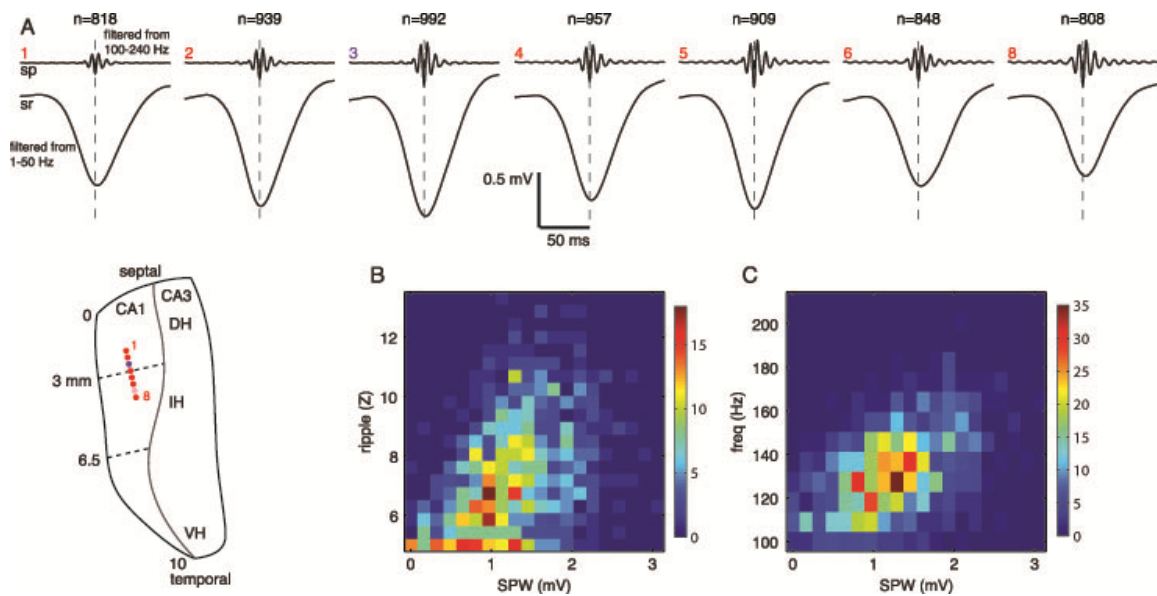 A
n=818 n=939 n=992 n=957 n=909 n=848 n=808
1 filtered from
100-240 Hz
2 3 4 5 6 8
sp
sr
filtered from
1-50 Hz
0.5 mV
50 ms
septal
CA1 CA3
DH
0
1
3 mm
8
IH
6.5
VH
10
temporal
B
ripple (Z)
12
10
8
6
0 1 2 3
SPW (mV)
15
10
5
0
C
freq (Hz)
200
180
160
140
120
100
0 1 2 3
SPW (mV)
35
30
25
20
15
10
5
0